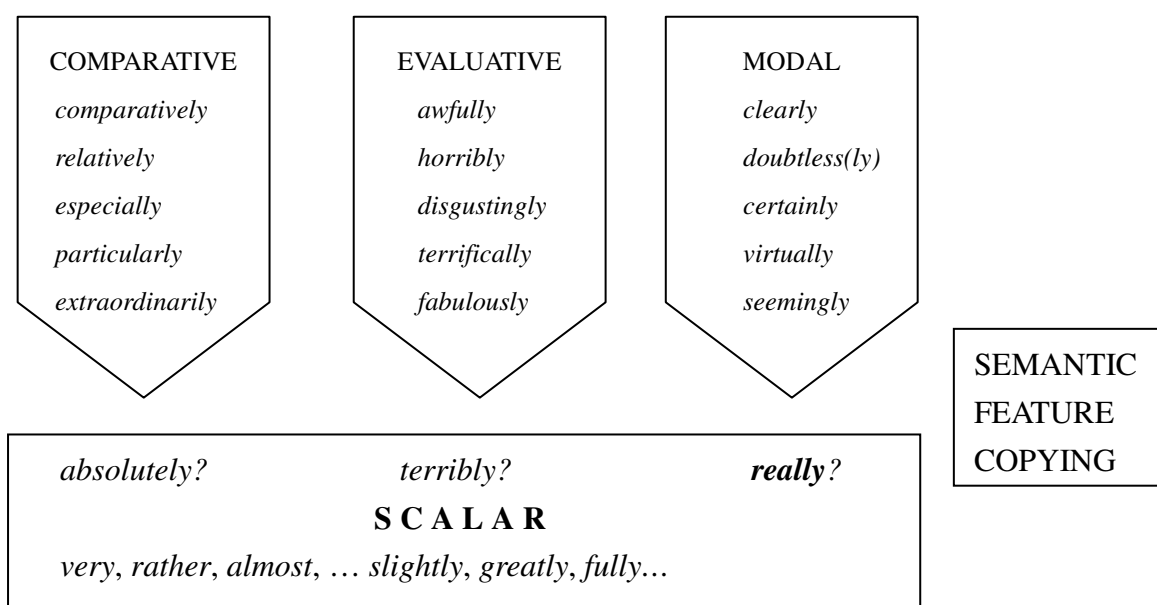 COMPARATIVE
comparatively
relatively
especially
particularly
extraordinarily
EVALUATIVE
awfully
horribly
disgustingly
terrifically
fabulously
MODAL
clearly
doubtless(ly)
certainly
virtually
seemingly
SEMANTIC
FEATURE
COPYING
absolutely? terribly? really?
S C A L A R
very, rather, almost, … slightly, greatly, fully…